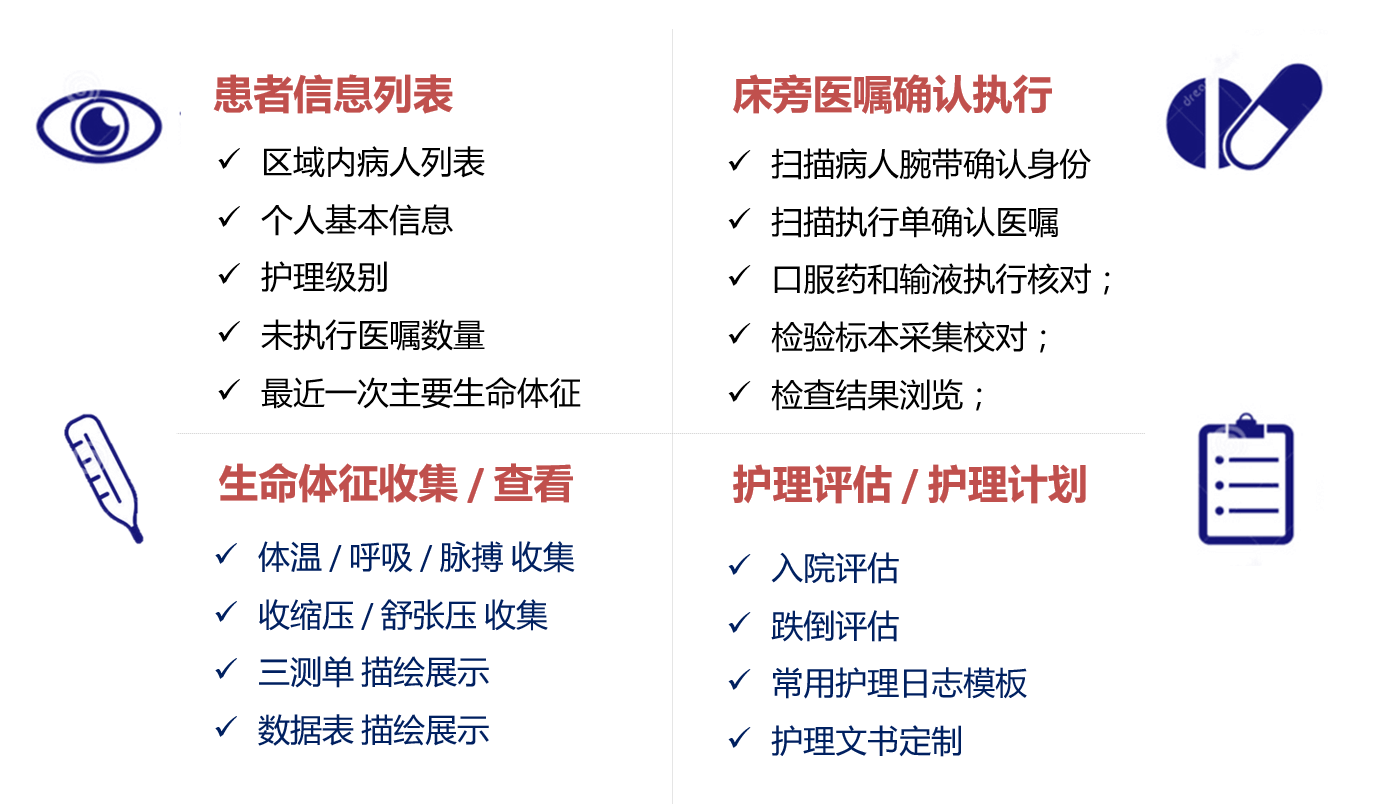 患者信息列表
区域内病人列表
个人基本信息
护理级别
未执行医嘱数量
最近一次主要生命体征
床旁医嘱确认执行
扫描病人腕带确认身份
扫描执行单确认医嘱
口服药和输液执行核对；
检验标本采集校对；
检查结果浏览；
生命体征收集 / 查看
体温 / 呼吸 / 脉搏 收集
收缩压 / 舒张压 收集
三测单 描绘展示
数据表 描绘展示
护理评估 / 护理计划
入院评估
跌倒评估
常用护理日志模板
护理文书定制